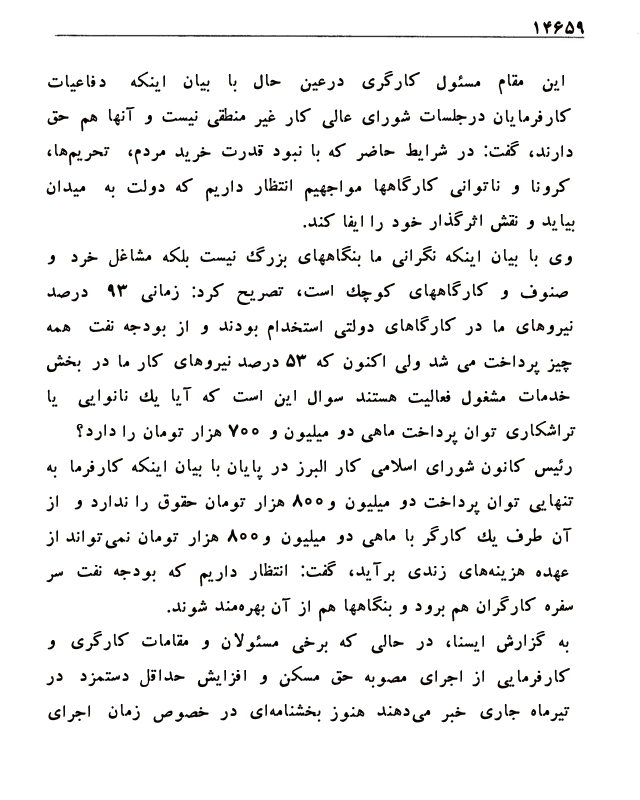 ۱۴۶۵۹
این مقام مسئول کارگری درعین حال با بیان اینکه دفاعیات
کارفرمایان درجلسات شورای عالی کار غیر منطقی نیست و آنها هم حق
دارند، گفت: در شرایط حاضر که با نبود قدرت خرید مردم، تحریم‌ها،
کرونا و ناتوانی کارگاهها مواجهیم انتظار داریم که دولت به میدان
بیاید و نقش اثرگذار خود را ایفا کند.
وی با بیان اینکه نگرانی ما بنگاههای بزرگ نیست بلکه مشاغل خرد و
صنوف و کارگاههای کوچك است، تصریح کرد: زمانی ۹۳ درصد
نیروهای ما در کارگاهای دولتی استخدام بودند و از بودجه نفت همه
چیز پرداخت می شد ولی اکنون که ۵۳ درصد نیروهای کار ما در بخش
خدمات مشغول فعالیت هستند سوال این است که آیا یك نانوایی یا
تراشکاری توان پرداخت ماهی دو میلیون و ۷۰۰ هزار تومان را دارد؟
رئیس کانون شورای اسلامی کار البرز در پایان با بیان اینکه کارفرما به
تنهایی توان پرداخت دو میلیون و۸۰۰ هزار تومان حقوق را ندارد و از
آن طرف یك کارگر با ماهی دو میلیون و۸۰۰ هزار تومان نمی‌تواند از
عهده هزینه‌های زندی برآید، گفت: انتظار داریم که بودجه نفت سر
سفره کارگران هم برود و بنگاهها هم از آن بهره‌مند شوند.
به گزارش ایسنا، در حالی که برخی مسئولان و مقامات کارگری و
کارفرمایی از اجرای مصوبه حق مسکن و افزایش حداقل دستمزد در
تیرماه جاری خبر می‌دهند هنوز بخشنامه‌ای در خصوص زمان اجرای